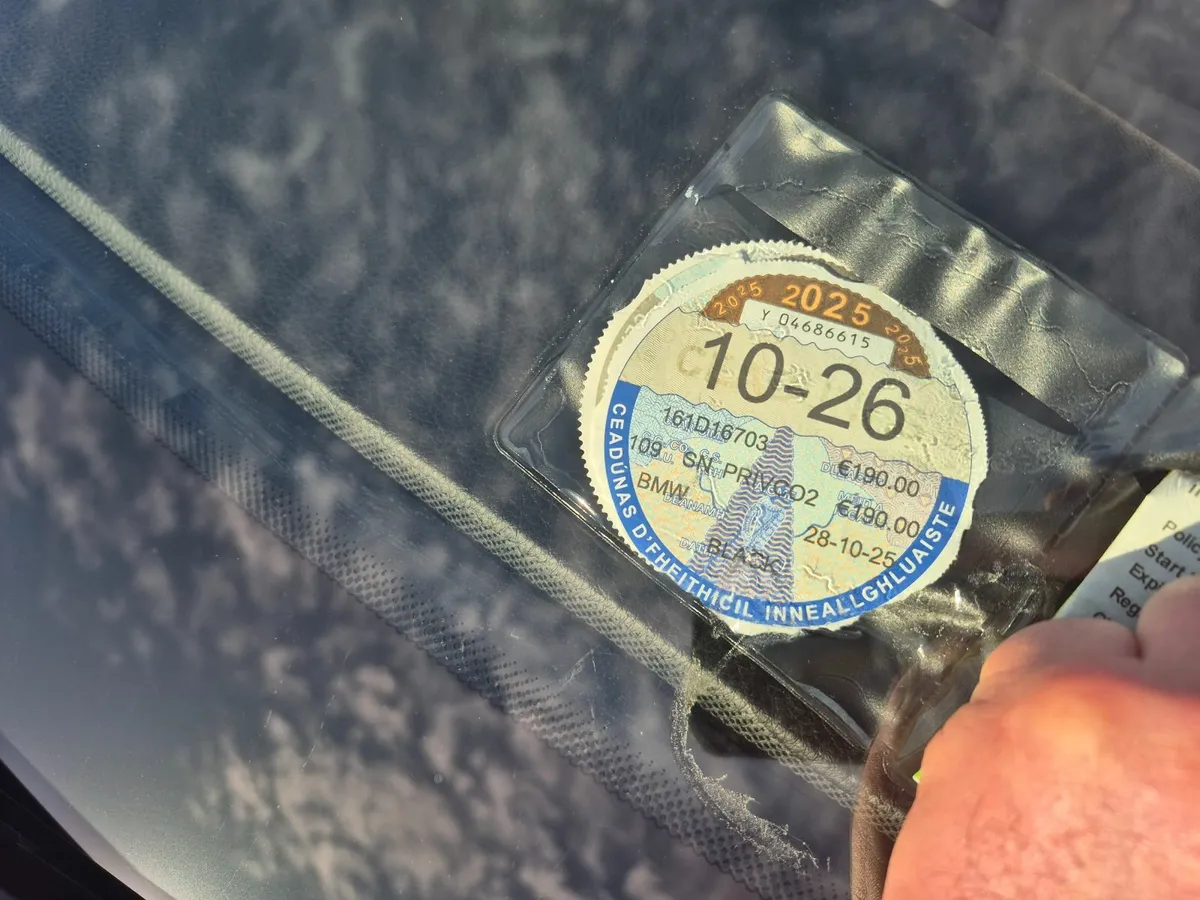 2025 2025 2025
Y 04686615
10-26
161D16703
€190.00
109 SN PRIVCO2
€190.00
BMW
28-10-25
BLACK
CEADÚNAS D'FHEITHICIL INNEALLGHLUAISTE
Start